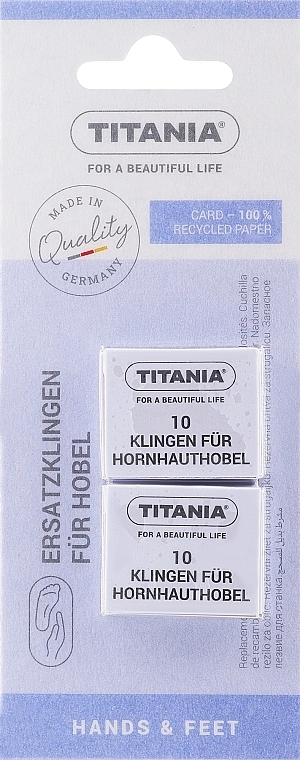 TITANIA®
FOR A BEAUTIFUL LIFE
MADE IN
Quality
GERMANY
CARD – 100 %
RECYCLED PAPER
ERSATZKLINGEN
FÜR HOBEL
TITANIA®
FOR A BEAUTIFUL LIFE
10
KLINGEN FÜR
HORNHAUTHOBEL
TITANIA®
FOR A BEAUTIFUL LIFE
10
KLINGEN FÜR
HORNHAUTHOBEL
HANDS & FEET